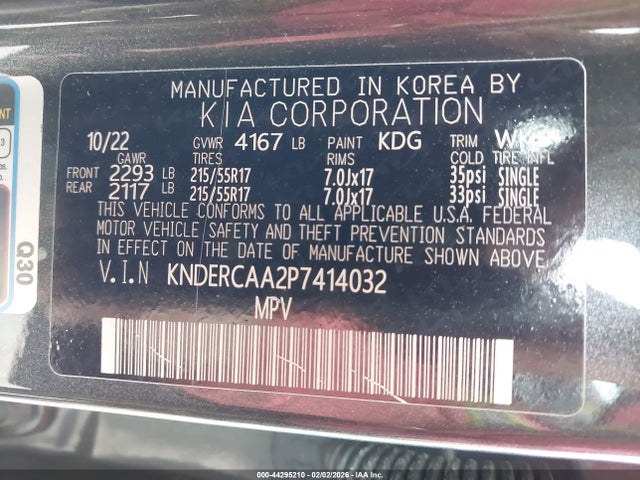 MANUFACTURED IN KOREA BY
KIA CORPORATION
10/22 GVWR 4167 LB PAINT KDG TRIM
GAWR TIRES RIMS COLD TIRE INFL
FRONT 2293 LB 215/55R17 7.0Jx17 35psi SINGLE
REAR 2117 LB 215/55R17 7.0Jx17 33psi SINGLE
THIS VEHICLE CONFORMS TO ALL APPLICABLE U.S.A. FEDERAL
MOTOR VEHICLE SAFETY AND THEFT PREVENTION STANDARDS
IN EFFECT ON THE DATE OF MANUFACTURE SHOWN ABOVE.
V.I.N KNDERCAA2P7414032
MPV
Q30
000-44295210 - 02/02/2026 - IAAI.COM